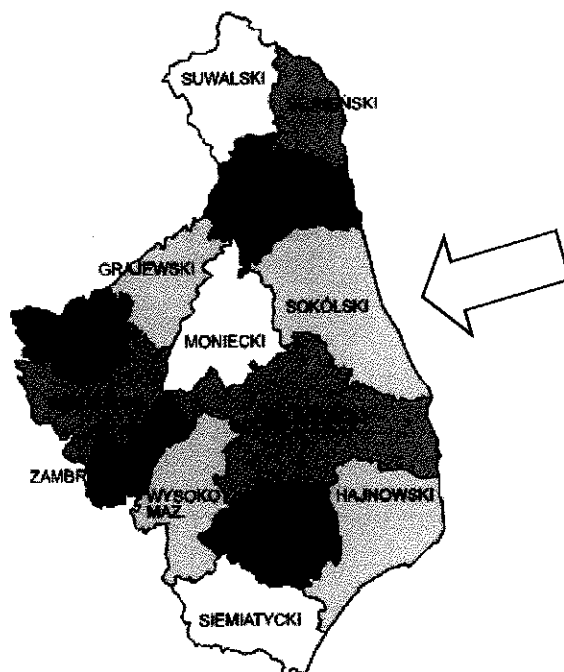 SUWALSKI
GRAJEWSKI
SOKÓLSKI
MONIECKI
ZAMBR
WYSOKO
MAZ.
HAJNOWSKI
SIEMIATYCKI